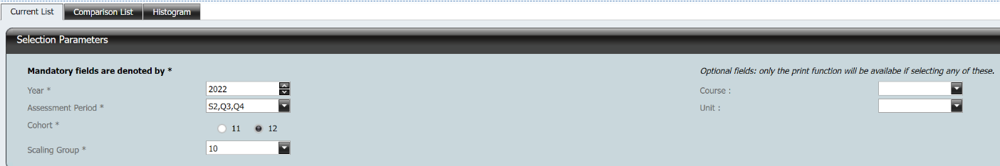 Current List Comparison List Histogram
Selection Parameters
Mandatory fields are denoted by *
Optional fields: only the print function will be availabe if selecting any of these.
Year * 2022
Course :
Assessment Period * S2,Q3,Q4
Unit :
Cohort * 11 12
Scaling Group * 10